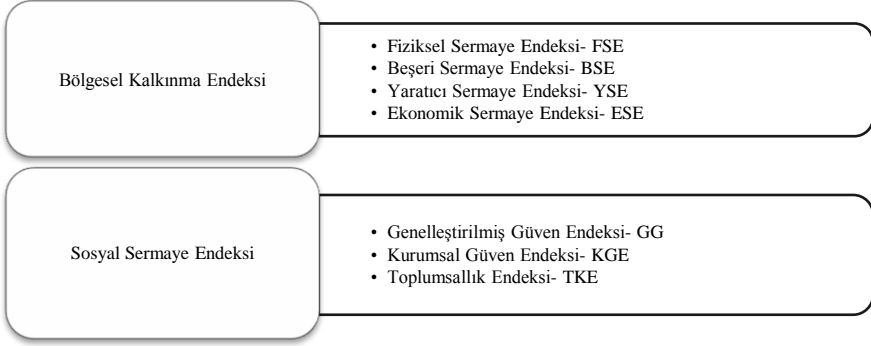 Bölgesel Kalkınma Endeksi
• Fiziksel Sermaye Endeksi- FSE
• Beşeri Sermaye Endeksi- BSE
• Yaratıcı Sermaye Endeksi- YSE
• Ekonomik Sermaye Endeksi- ESE
Sosyal Sermaye Endeksi
• Genelleştirilmiş Güven Endeksi- GG
• Kurumsal Güven Endeksi- KGE
• Toplumsallık Endeksi- TKE